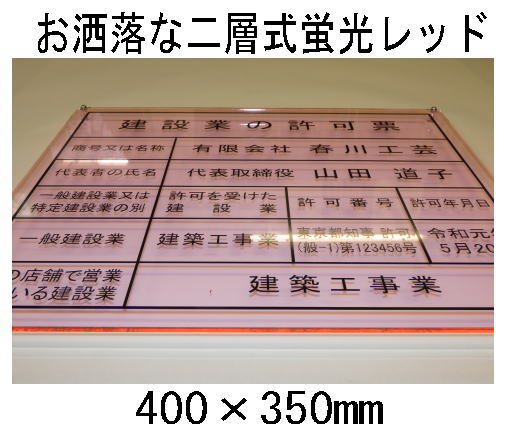 お洒落な二層式蛍光レッド
建設業の許可票
商号又は名称 有限会社 春川工芸
代表者の氏名 代表取締役 山田 道子
一般建設業又は 特定建設業の別 許可を受けた 建設業 許可番号 許可年月日
一般建設業 建築工事業 東京都知事 許可 (般-1)第123456号 令和元年 5月20
の店舗で営業 いる建設業 建築工事業
400×350mm